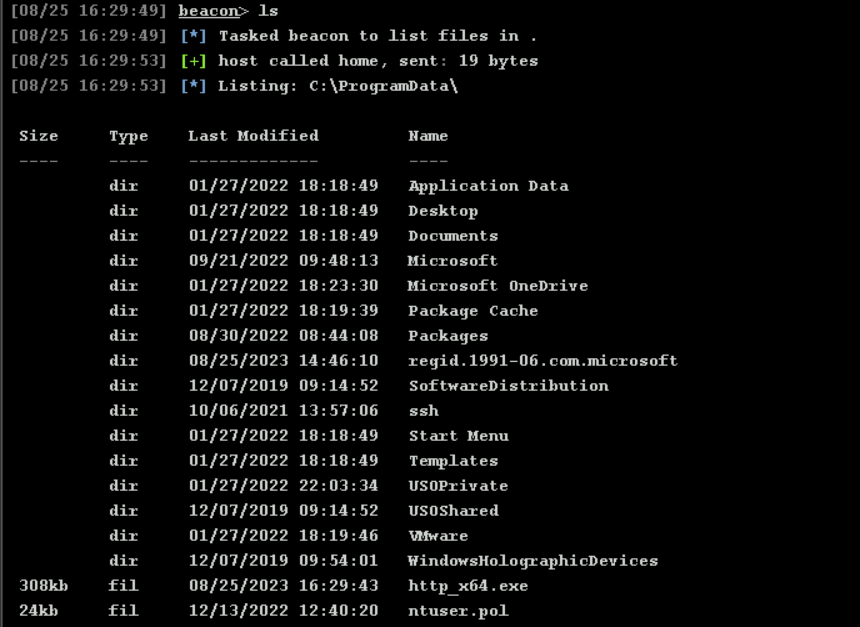 [08/25 16:29:49] beacon> ls
[08/25 16:29:49] [*] Tasked beacon to list files in .
[08/25 16:29:53] [+] host called home, sent: 19 bytes
[08/25 16:29:53] [*] Listing: C:\ProgramData\
Size Type Last Modified Name
---- ---- ------------- ----
dir 01/27/2022 18:18:49 Application Data
dir 01/27/2022 18:18:49 Desktop
dir 01/27/2022 18:18:49 Documents
dir 09/21/2022 09:48:13 Microsoft
dir 01/27/2022 18:23:30 Microsoft OneDrive
dir 01/27/2022 18:19:39 Package Cache
dir 08/30/2022 08:44:08 Packages
dir 08/25/2023 14:46:10 regid.1991-06.com.microsoft
dir 12/07/2019 09:14:52 SoftwareDistribution
dir 10/06/2021 13:57:06 ssh
dir 01/27/2022 18:18:49 Start Menu
dir 01/27/2022 18:18:49 Templates
dir 01/27/2022 22:03:34 USOPrivate
dir 12/07/2019 09:14:52 USOShared
dir 01/27/2022 18:19:46 VMware
dir 12/07/2019 09:54:01 WindowsHolographicDevices
308kb fil 08/25/2023 16:29:43 http_x64.exe
24kb fil 12/13/2022 12:40:20 ntuser.pol